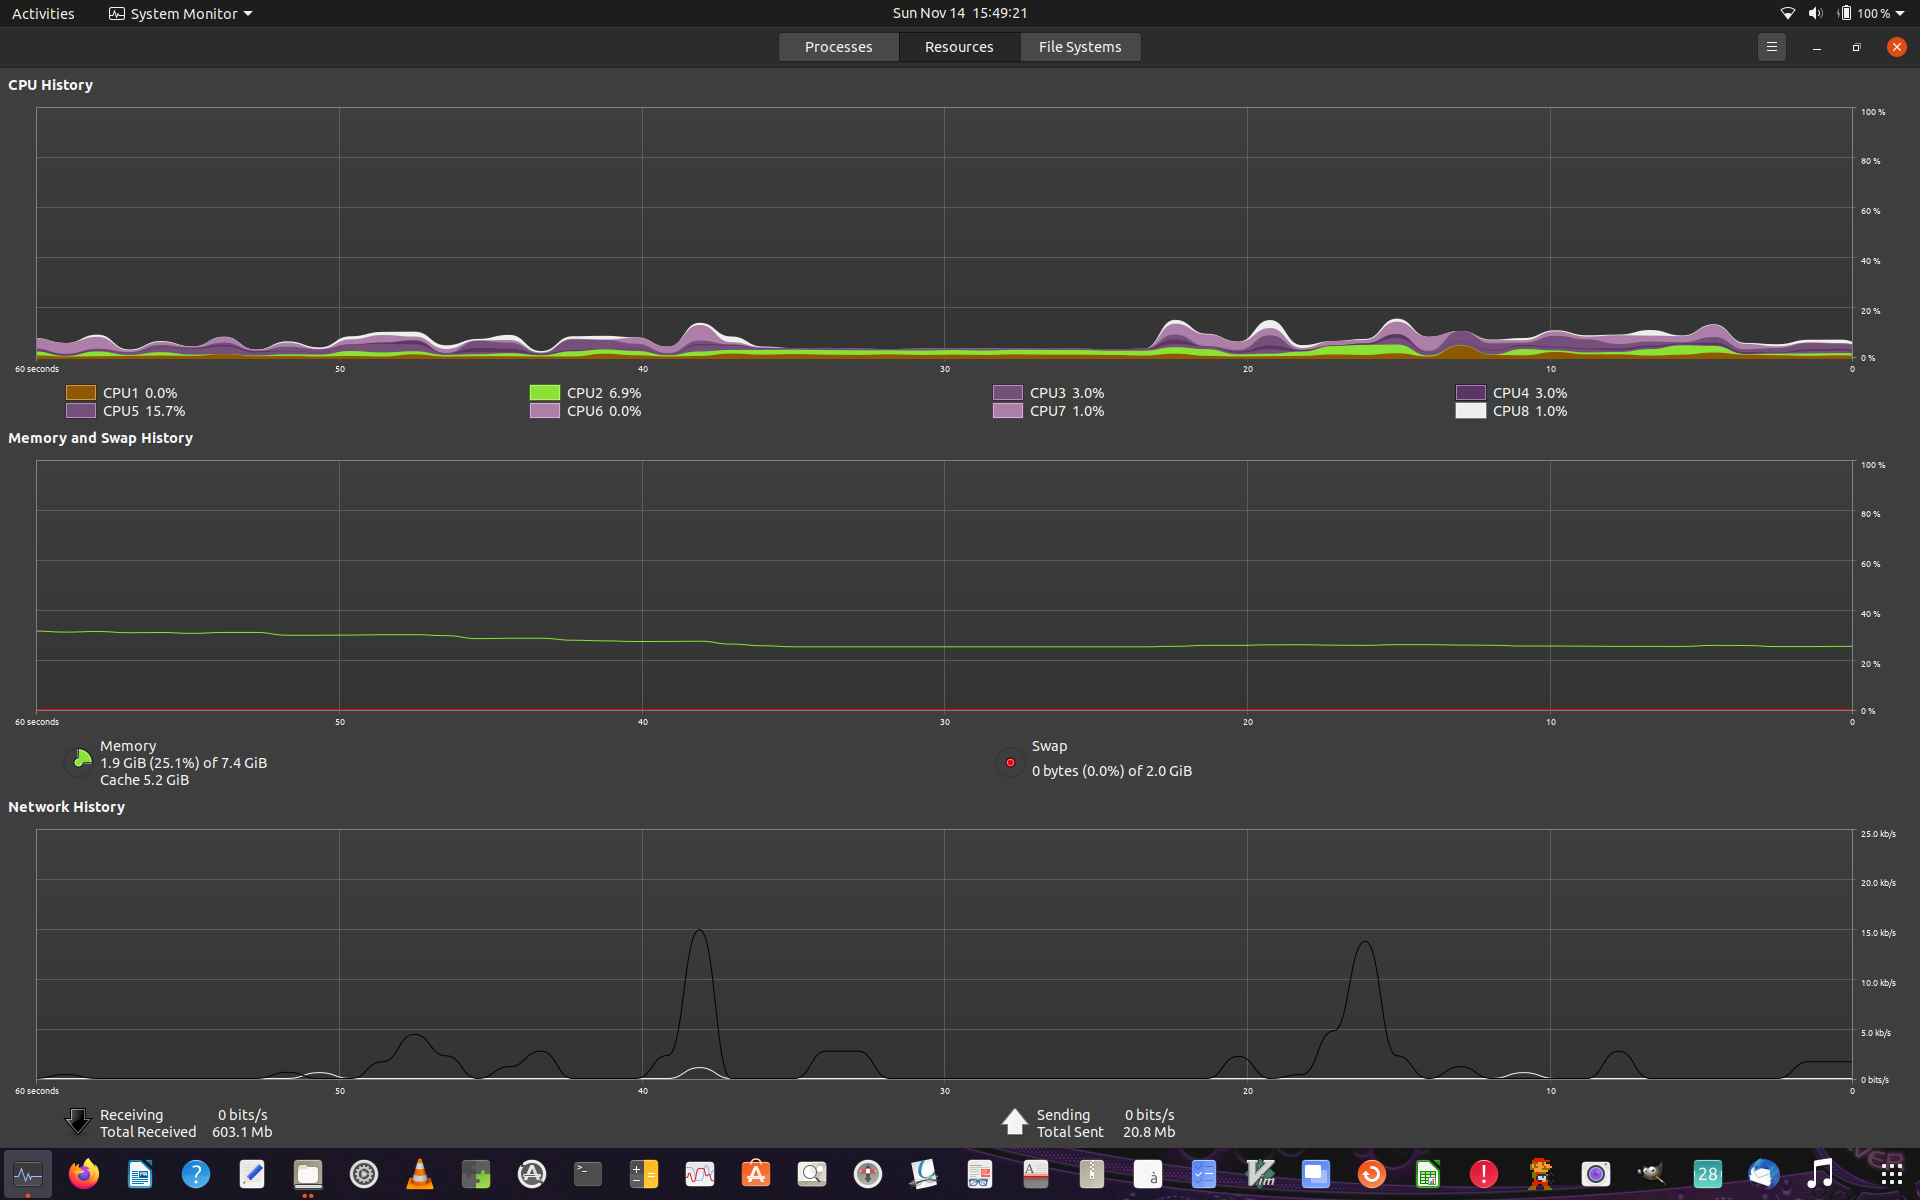 Activities System Monitor Sun Nov 14 15:49:21 100 %
Processes Resources File Systems
CPU History
100 %
80 %
60 %
40 %
20 %
0 %
60 seconds 50 40 30 20 10 0
CPU1 0.0% CPU2 6.9% CPU3 3.0% CPU4 3.0%
CPU5 15.7% CPU6 0.0% CPU7 1.0% CPU8 1.0%
Memory and Swap History
100 %
80 %
60 %
40 %
20 %
0 %
60 seconds 50 40 30 20 10 0
Memory
1.9 GiB (25.1%) of 7.4 GiB
Cache 5.2 GiB
Swap
0 bytes (0.0%) of 2.0 GiB
Network History
25.0 kb/s
20.0 kb/s
15.0 kb/s
10.0 kb/s
5.0 kb/s
0 bits/s
60 seconds 50 40 30 20 10 0
Receiving 0 bits/s
Total Received 603.1 Mb
Sending 0 bits/s
Total Sent 20.8 Mb
28